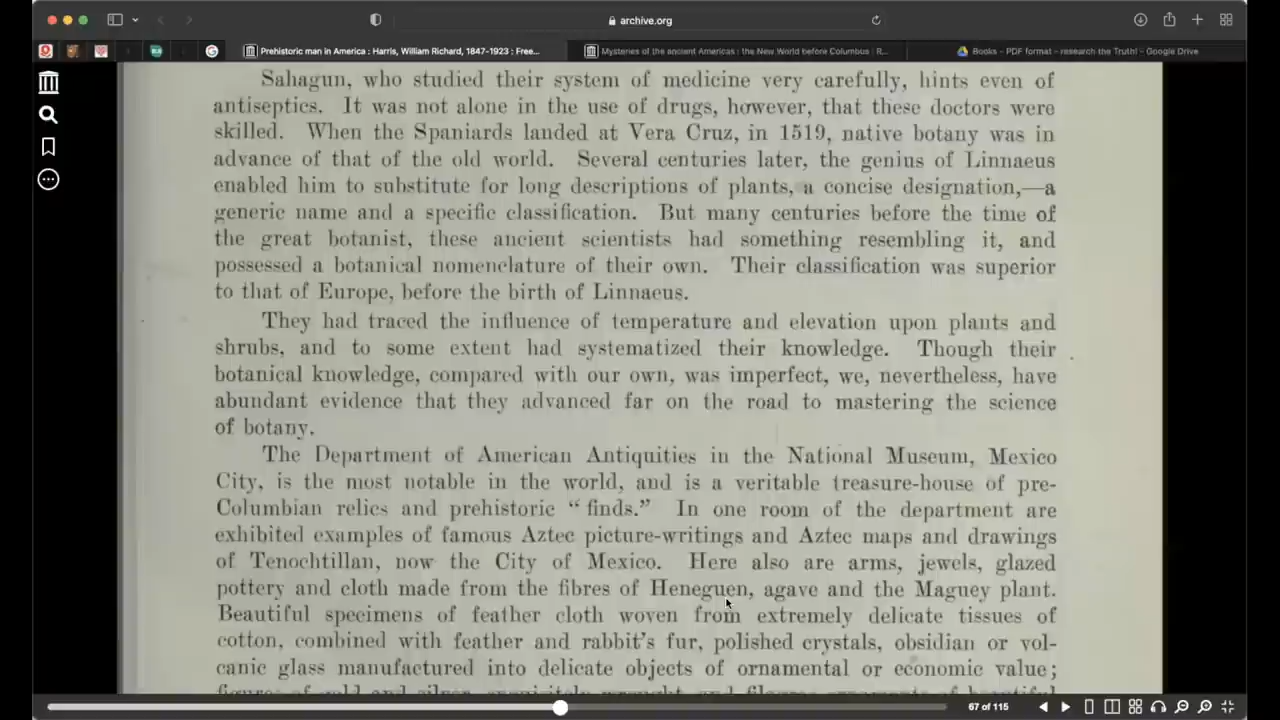 archive.org
Prehistoric man in America : Harris, William Richard, 1847-1923 : Free...
Mysteries of the ancient Americas : the New World before Columbus : R...
Books – PDF format – research the Truth! – Google Drive
Sahagun, who studied their system of medicine very carefully, hints even of
antiseptics. It was not alone in the use of drugs, however, that these doctors were
skilled. When the Spaniards landed at Vera Cruz, in 1519, native botany was in
advance of that of the old world. Several centuries later, the genius of Linnaeus
enabled him to substitute for long descriptions of plants, a concise designation,—a
generic name and a specific classification. But many centuries before the time of
the great botanist, these ancient scientists had something resembling it, and
possessed a botanical nomenclature of their own. Their classification was superior
to that of Europe, before the birth of Linnaeus.
They had traced the influence of temperature and elevation upon plants and
shrubs, and to some extent had systematized their knowledge. Though their
botanical knowledge, compared with our own, was imperfect, we, nevertheless, have
abundant evidence that they advanced far on the road to mastering the science
of botany.
The Department of American Antiquities in the National Museum, Mexico
City, is the most notable in the world, and is a veritable treasure-house of pre-
Columbian relics and prehistoric “finds.” In one room of the department are
exhibited examples of famous Aztec picture-writings and Aztec maps and drawings
of Tenochtillan, now the City of Mexico. Here also are arms, jewels, glazed
pottery and cloth made from the fibres of Heneguen, agave and the Maguey plant.
Beautiful specimens of feather cloth woven from extremely delicate tissues of
cotton, combined with feather and rabbit's fur, polished crystals, obsidian or vol-
canic glass manufactured into delicate objects of ornamental or economic value;
67 of 115